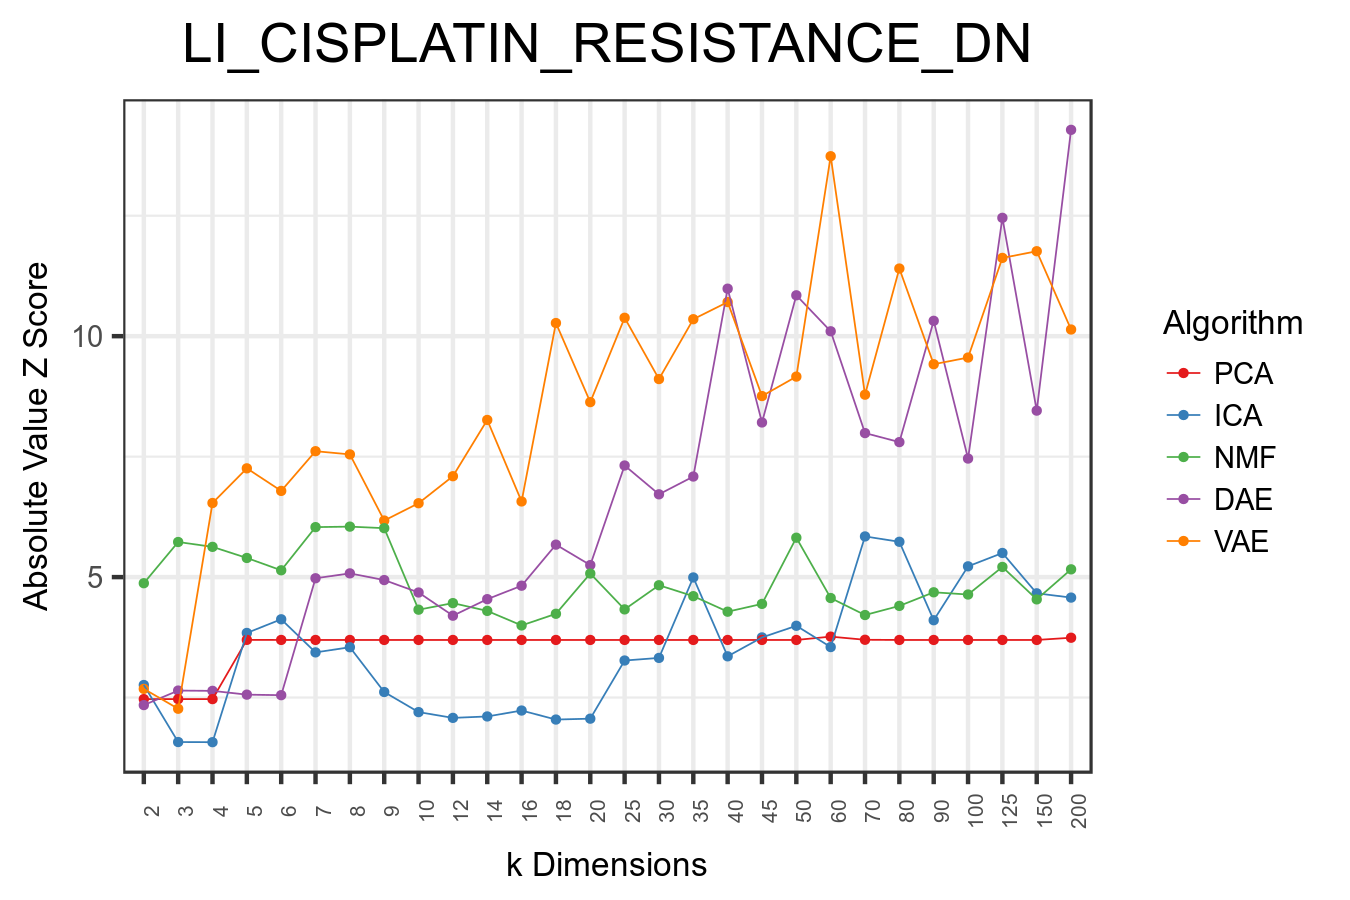 LI_CISPLATIN_RESISTANCE_DN
Absolute Value Z Score
10
5
2 3 4 5 6 7 8 9 10 12 14 16 18 20 25 30 35 40 45 50 60 70 80 90 100 125 150 200
k Dimensions
Algorithm
PCA
ICA
NMF
DAE
VAE